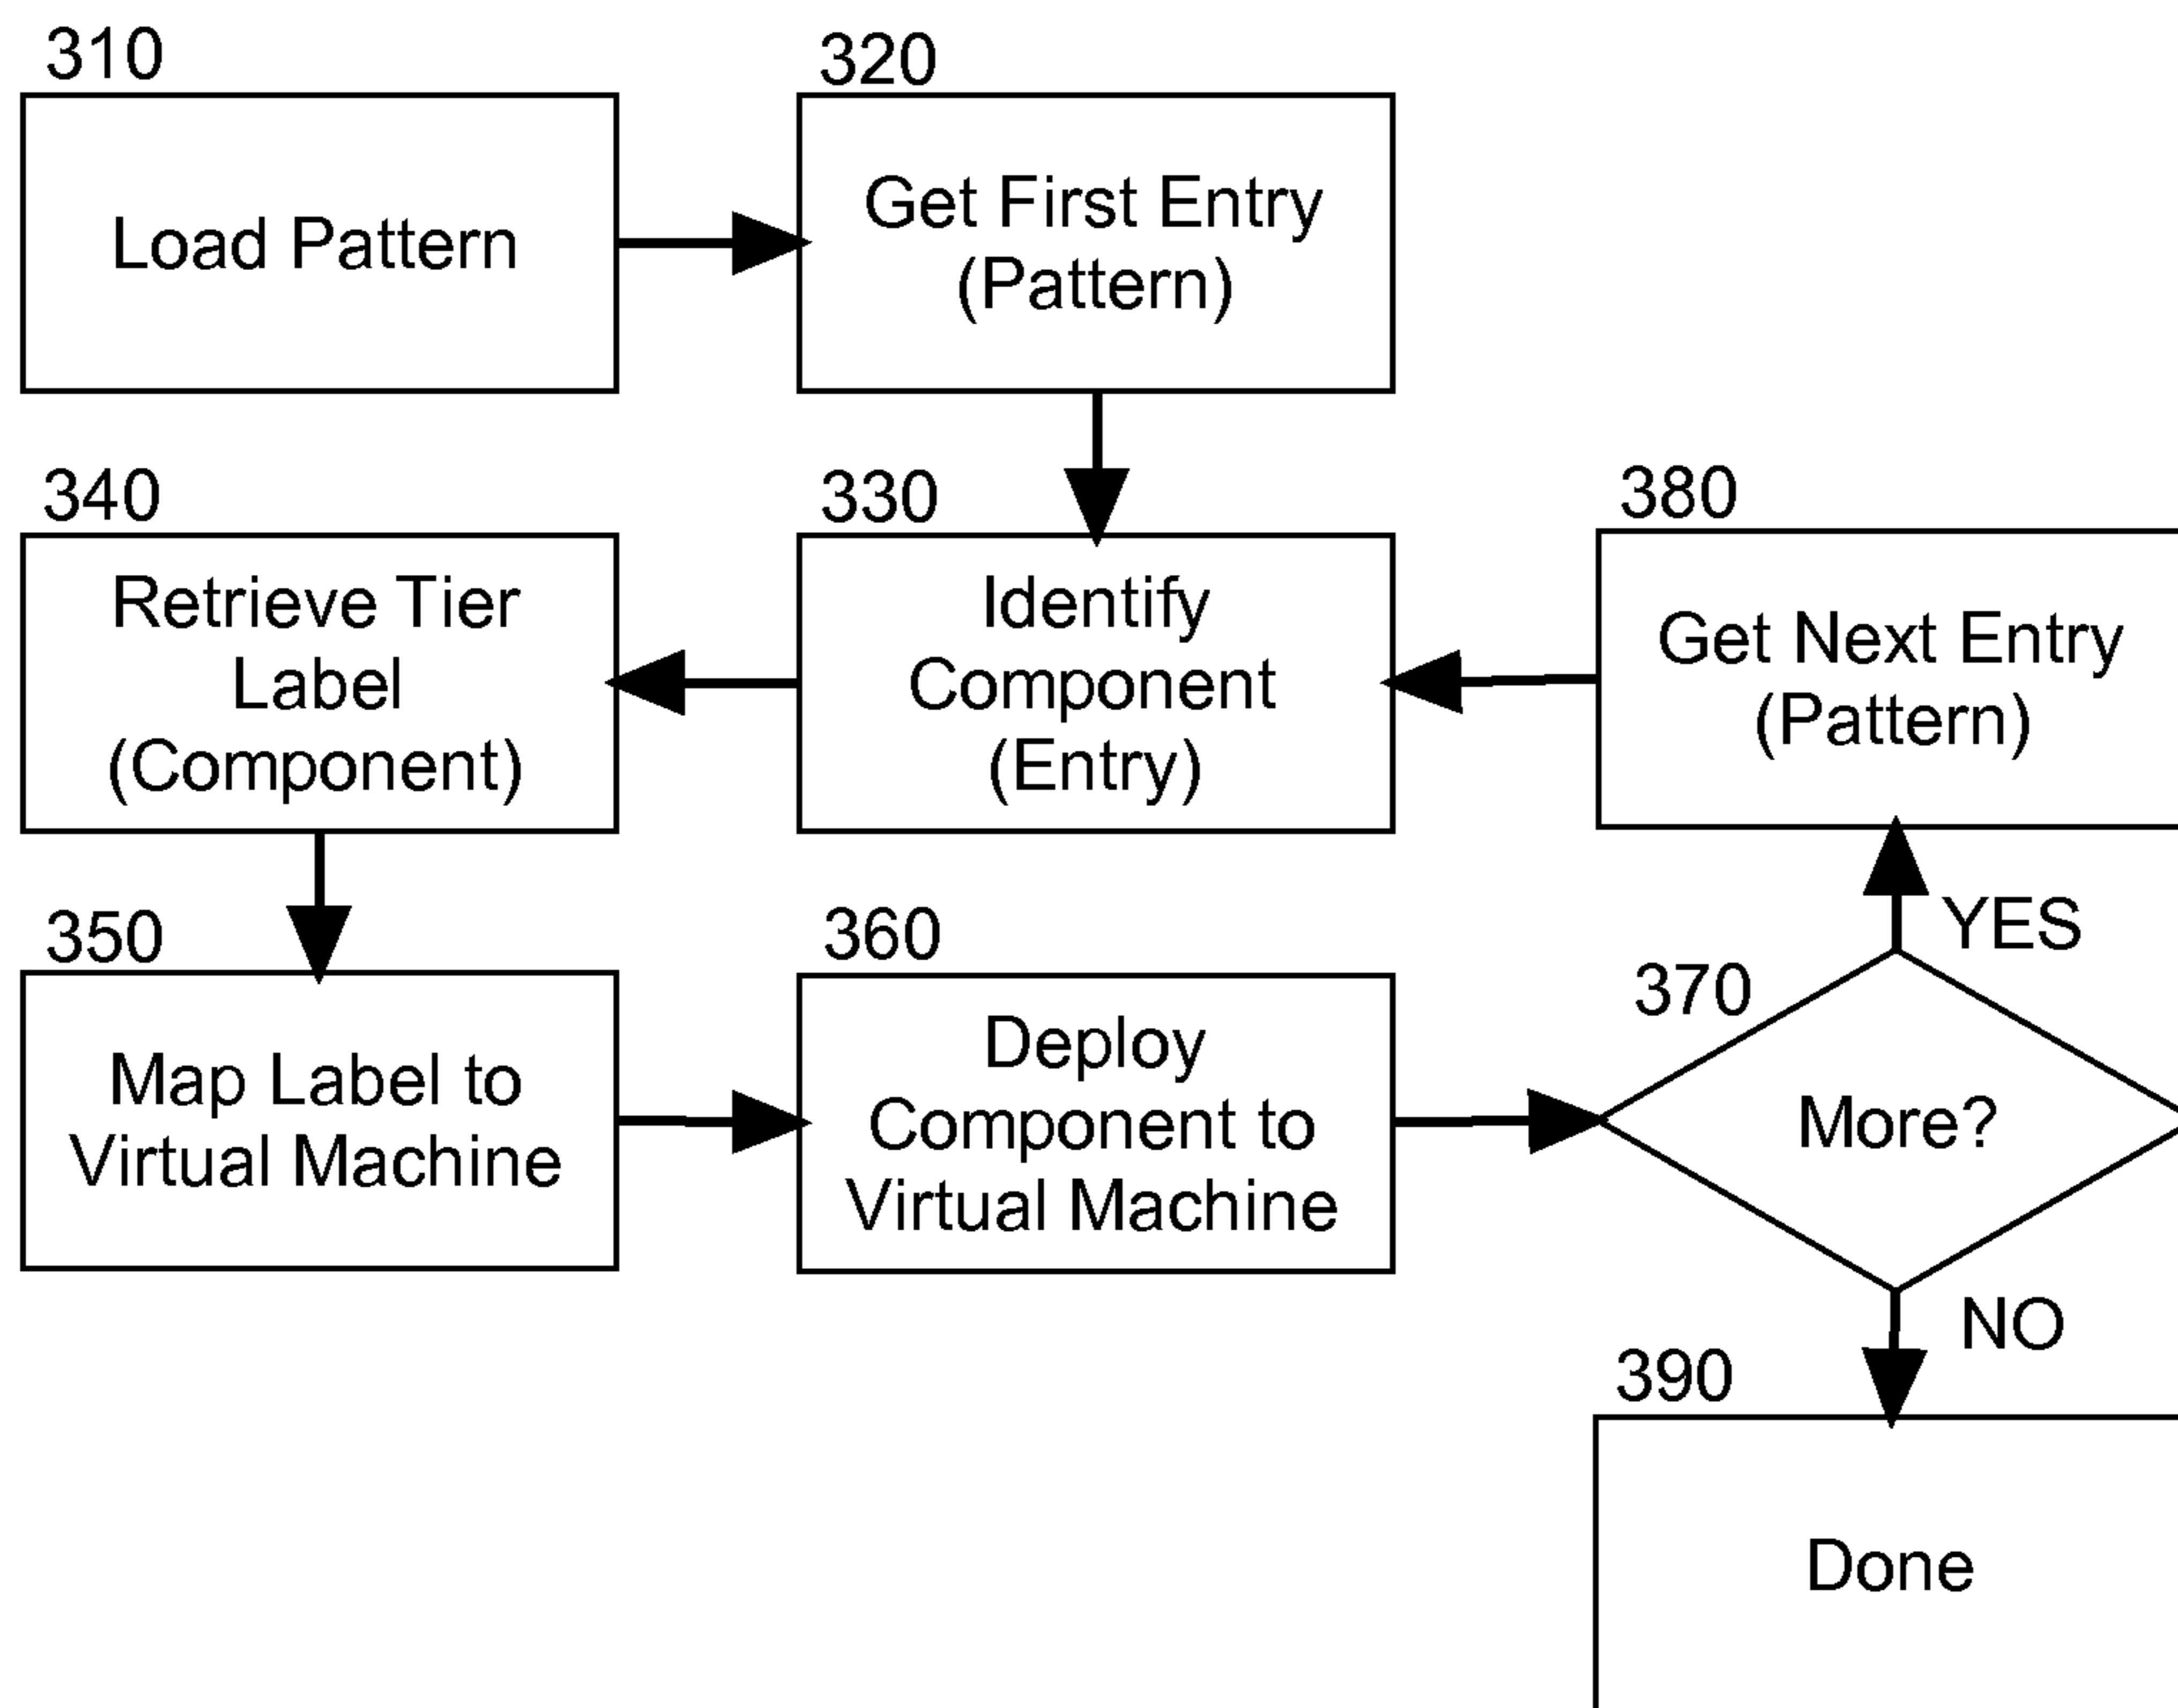 310
Load Pattern
320
Get First Entry
(Pattern)
340
Retrieve Tier
Label
(Component)
330
Identify
Component
(Entry)
380
Get Next Entry
(Pattern)
350
Map Label to
Virtual Machine
360
Deploy
Component to
Virtual Machine
370
More?
YES
NO
390
Done